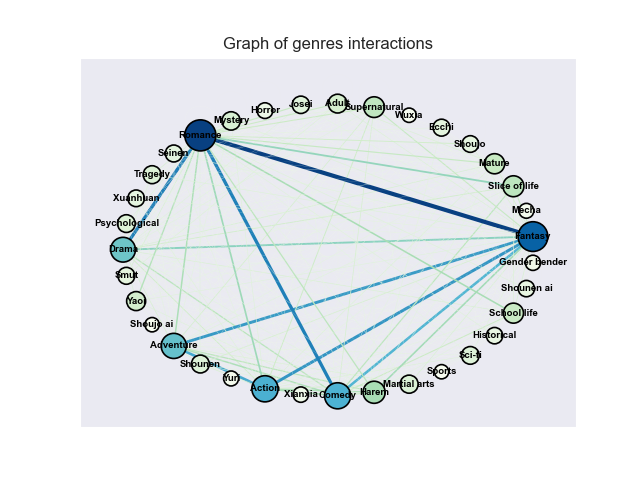 Graph of genres interactions
Josei
Adult
Supernatural
Horror
Wuxia
Mystery
Ecchi
Romance
Shoujo
Seinen
Mature
Tragedy
Slice of life
Xuanhuan
Mecha
Psychological
Fantasy
Drama
Gender bender
Smut
Shounen ai
Yaoi
School life
Shoujo ai
Historical
Adventure
Sci-fi
Shounen
Sports
Yuri
Martial arts
Action
Xianxia
Comedy
Harem